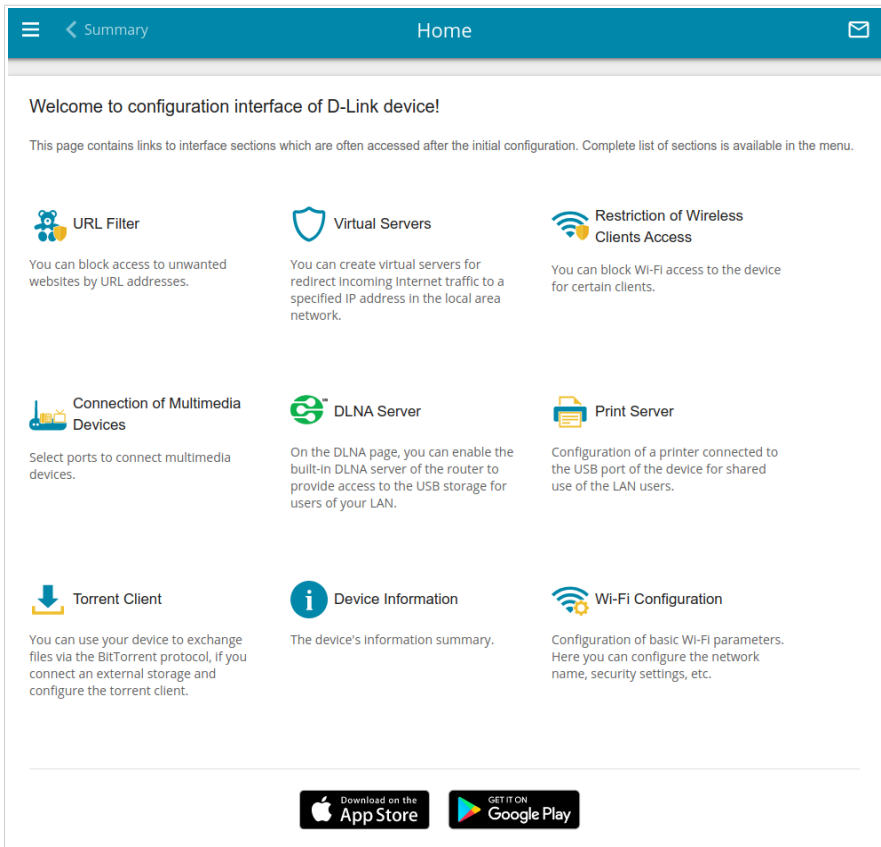 Summary
Home
Welcome to configuration interface of D-Link device!
This page contains links to interface sections which are often accessed after the initial configuration. Complete list of sections is available in the menu.
URL Filter
You can block access to unwanted
websites by URL addresses.
Virtual Servers
You can create virtual servers for
redirect incoming Internet traffic to a
specified IP address in the local area
network.
Restriction of Wireless
Clients Access
You can block Wi-Fi access to the device
for certain clients.
Connection of Multimedia
Devices
Select ports to connect multimedia
devices.
DLNA Server
On the DLNA page, you can enable the
built-in DLNA server of the router to
provide access to the USB storage for
users of your LAN.
Print Server
Configuration of a printer connected to
the USB port of the device for shared
use of the LAN users.
Torrent Client
You can use your device to exchange
files via the BitTorrent protocol, if you
connect an external storage and
configure the torrent client.
i
Device Information
The device's information summary.
Wi-Fi Configuration
Configuration of basic Wi-Fi parameters.
Here you can configure the network
name, security settings, etc.
Download on the
App Store
GET IT ON
Google Play